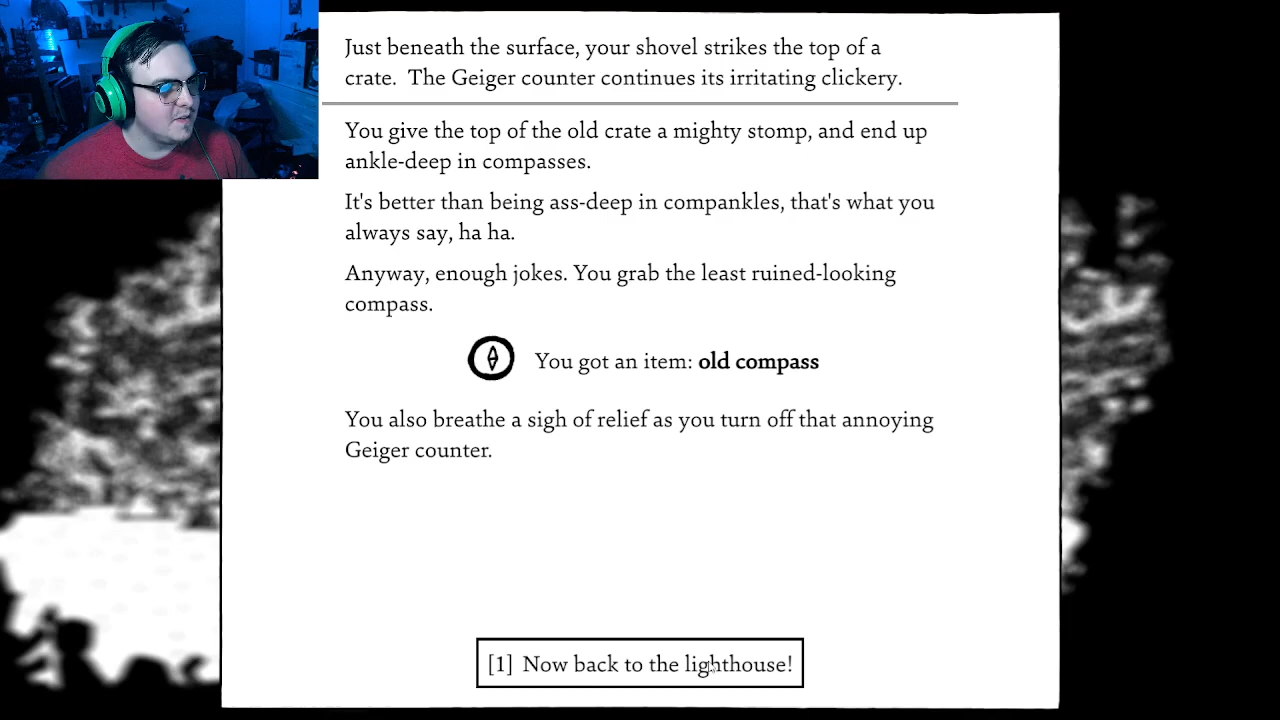 Just beneath the surface, your shovel strikes the top of a
crate.  The Geiger counter continues its irritating clickery.
You give the top of the old crate a mighty stomp, and end up
ankle-deep in compasses.
It's better than being ass-deep in compankles, that's what you
always say, ha ha.
Anyway, enough jokes. You grab the least ruined-looking
compass.
You got an item: old compass
You also breathe a sigh of relief as you turn off that annoying
Geiger counter.
[1] Now back to the lighthouse!